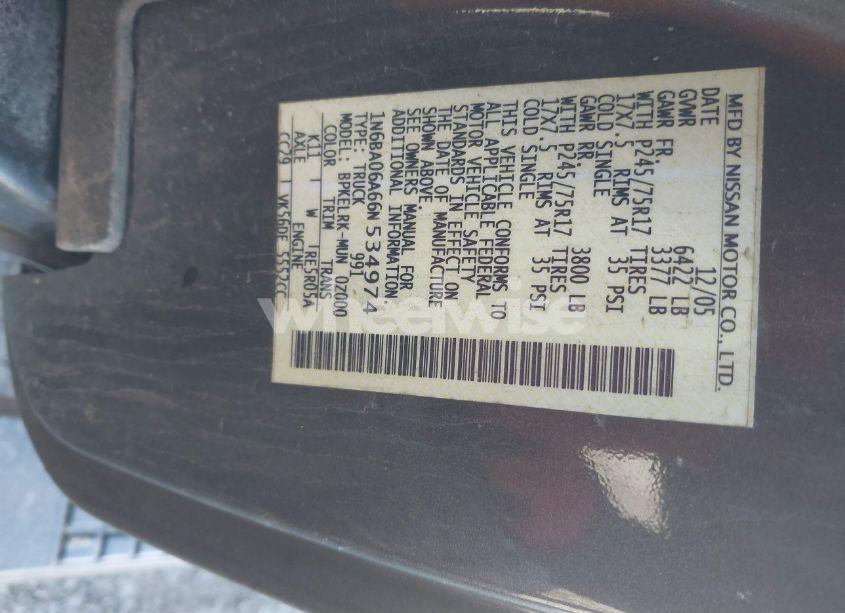 MFD BY NISSAN MOTOR CO., LTD.
DATE 12/05
GVWR 6422 LB
GAWR FR. 3377 LB
WITH P245/75R17 TIRES
17X7.5 RIMS AT 35 PSI
COLD SINGLE
GAWR RR. 3800 LB
WITH P245/75R17 TIRES
17X7.5 RIMS AT 35 PSI
COLD SINGLE
THIS VEHICLE CONFORMS TO
ALL APPLICABLE FEDERAL
MOTOR VEHICLE SAFETY
STANDARDS IN EFFECT ON
THE DATE OF MANUFACTURE
SHOWN ABOVE.
SEE OWNERS MANUAL FOR
ADDITIONAL INFORMATION.
1N6BA06A66N534974
TYPE: TRUCK 991
MODEL: BPKELRK-MUN 0Z000
COLOR TRIM TRANS
K11 W RE5R05A
AXLE ENGINE
CC29 VK56DE 5552CC
wheelwise